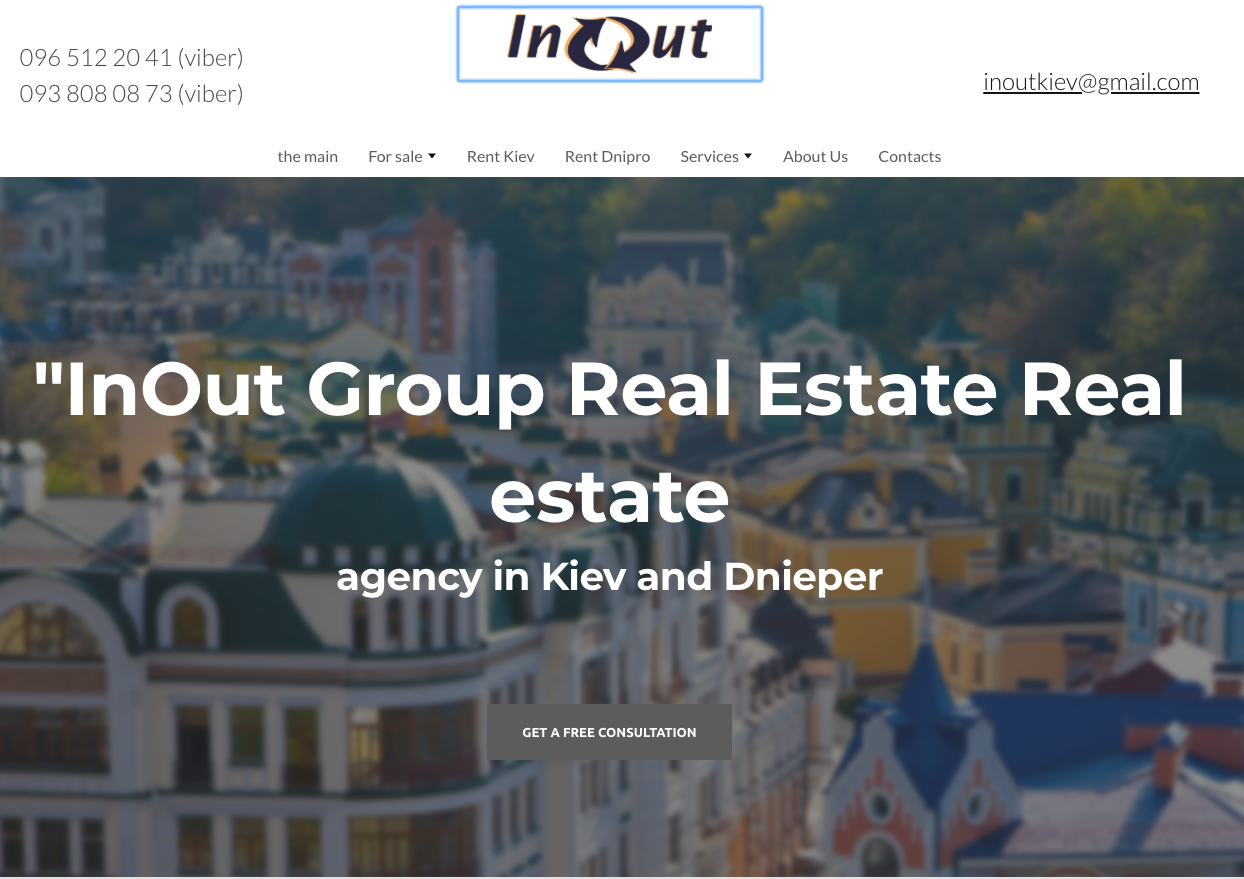 InOut
096 512 20 41 (viber)
093 808 08 73 (viber)
inoutkiev@gmail.com
the main For sale Rent Kiev Rent Dnipro Services About Us Contacts
"InOut Group Real Estate Real
estate
agency in Kiev and Dnieper
GET A FREE CONSULTATION